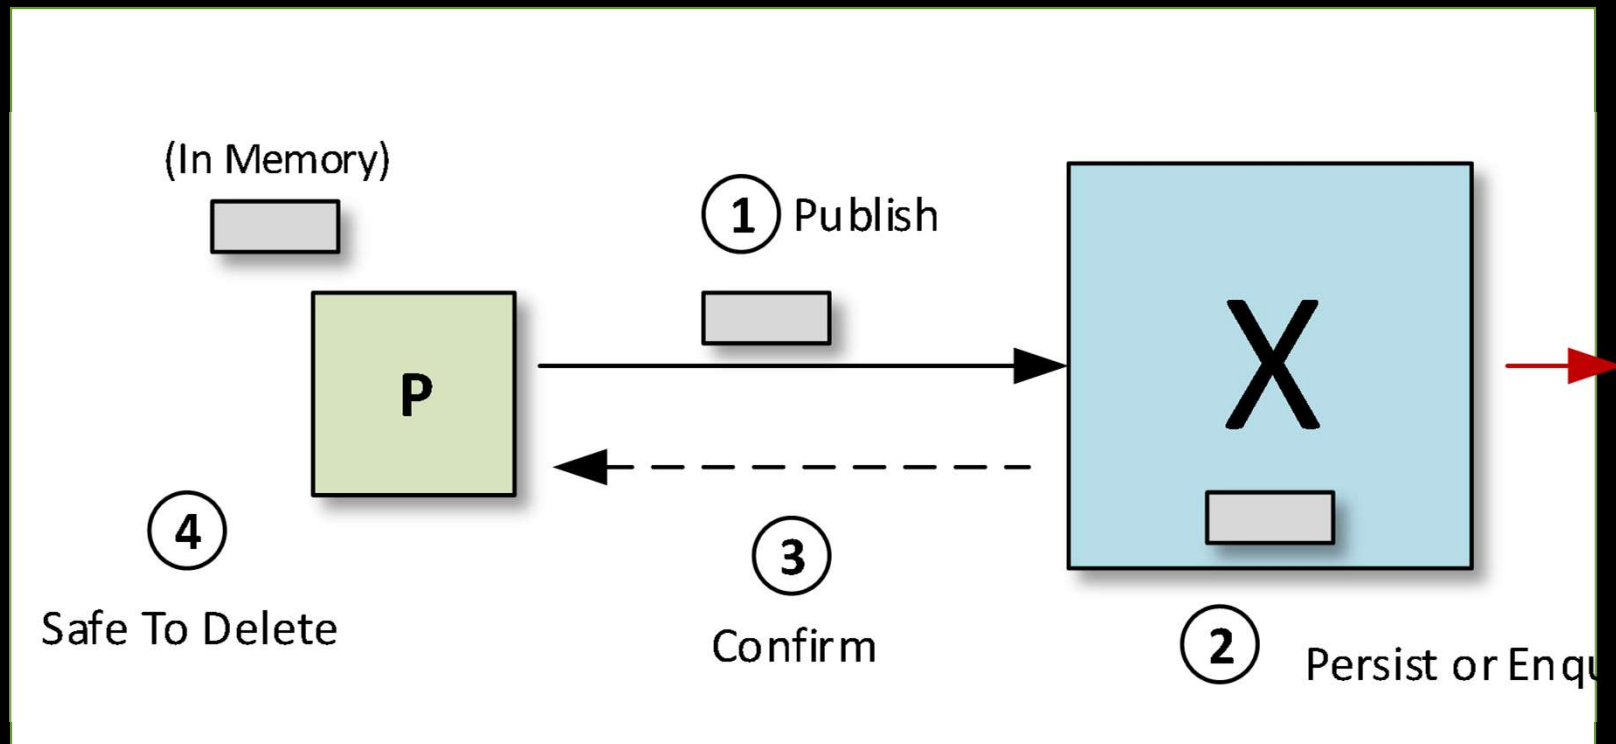 (In Memory)
1 Publish
P
X
4
3
Safe To Delete
Confirm
2
Persist or